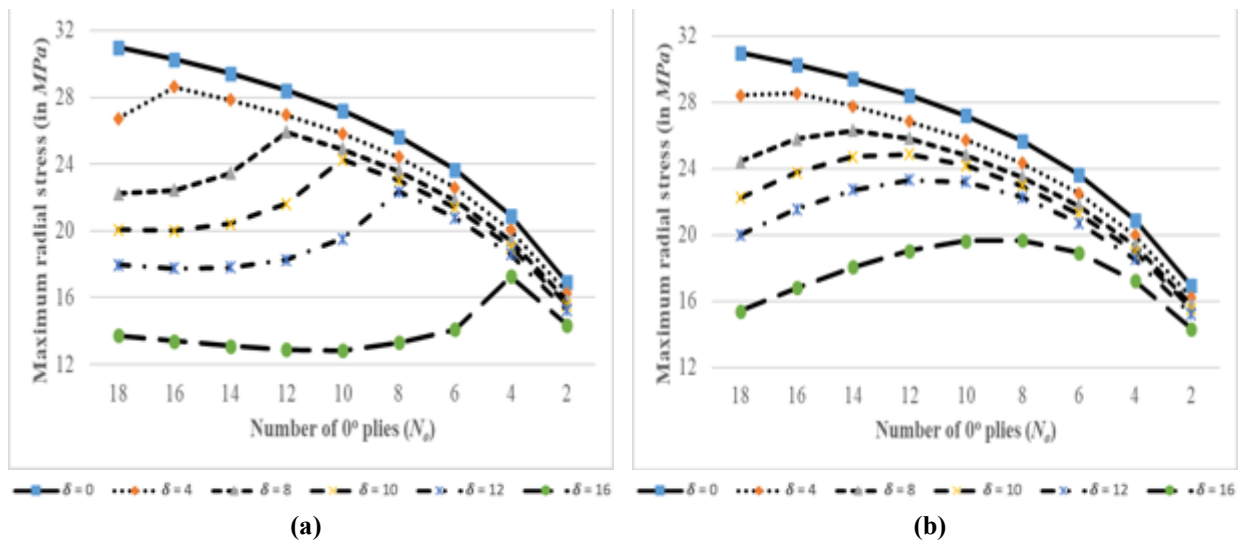 Maximum radial stress (in MPa)
32
28
24
20
16
12
18 16 14 12 10 8 6 4 2
Number of 0° plies (Nₒ)
δ = 0 δ = 4 δ = 8 δ = 10 δ = 12 δ = 16
(a)
Maximum radial stress (in MPa)
32
28
24
20
16
12
18 16 14 12 10 8 6 4 2
Number of 0° plies (Nₒ)
δ = 0 δ = 4 δ = 8 δ = 10 δ = 12 δ = 16
(b)